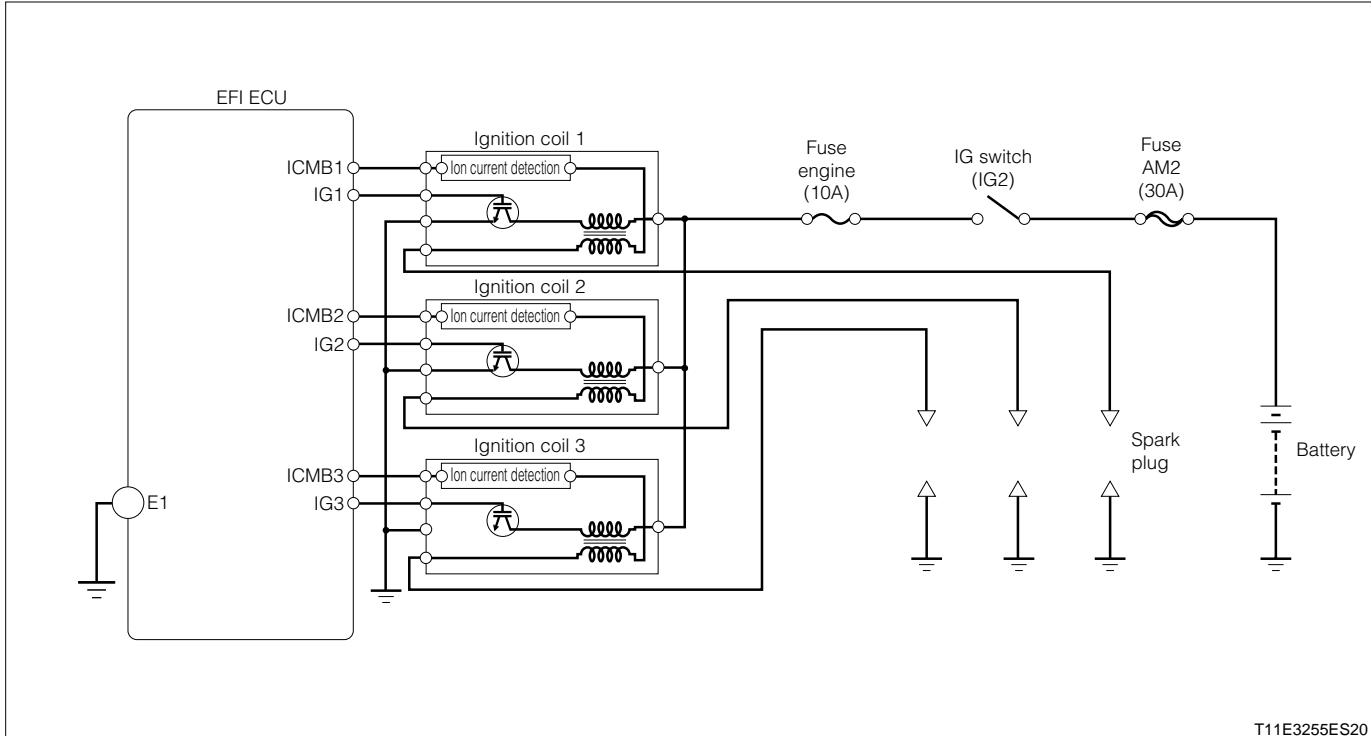 EFI ECU
ICMB1
IG1
Ignition coil 1
Ion current detection
Fuse
engine
(10A)
IG switch
(IG2)
Fuse
AM2
(30A)
ICMB2
IG2
Ignition coil 2
Ion current detection
ICMB3
IG3
Ignition coil 3
Ion current detection
Spark
plug
Battery
E1
T11E3255ES20